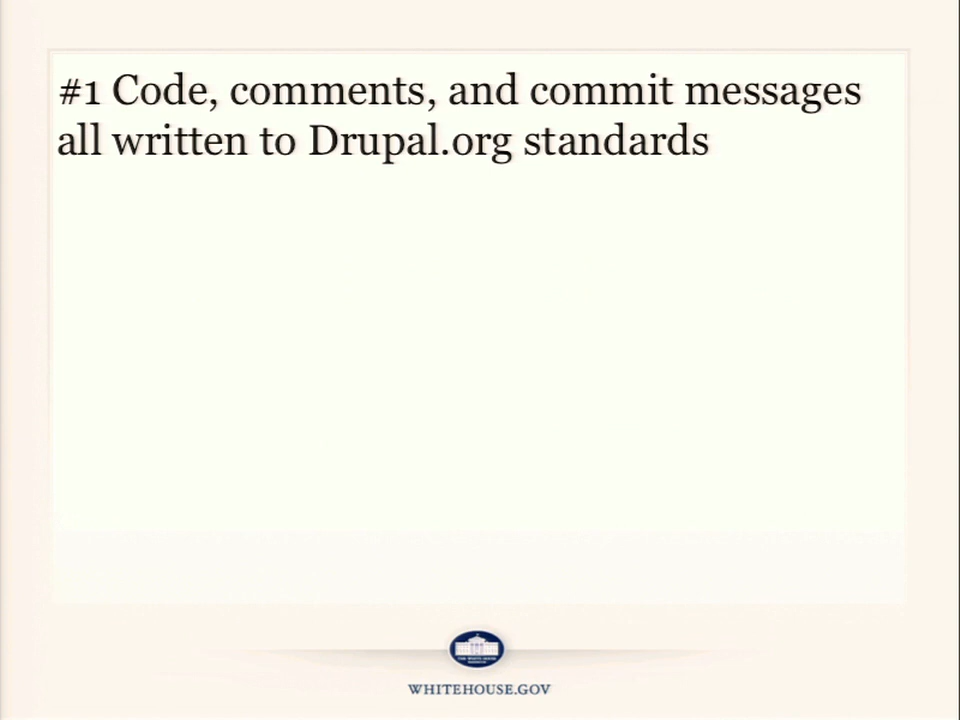 #1 Code, comments, and commit messages
all written to Drupal.org standards
WHITEHOUSE.GOV